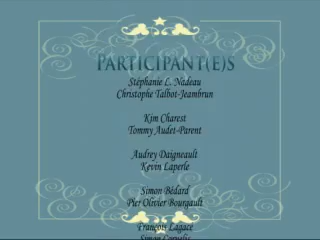 PARTICIPANT(E)S
Stéphanie L. Nadeau
Christophe Talbot-Jeambrun
Kim Charest
Tommy Audet-Parent
Audrey Daigneault
Kevin Laperle
Simon Bédard
Pier Olivier Bourgault
François Lagacé